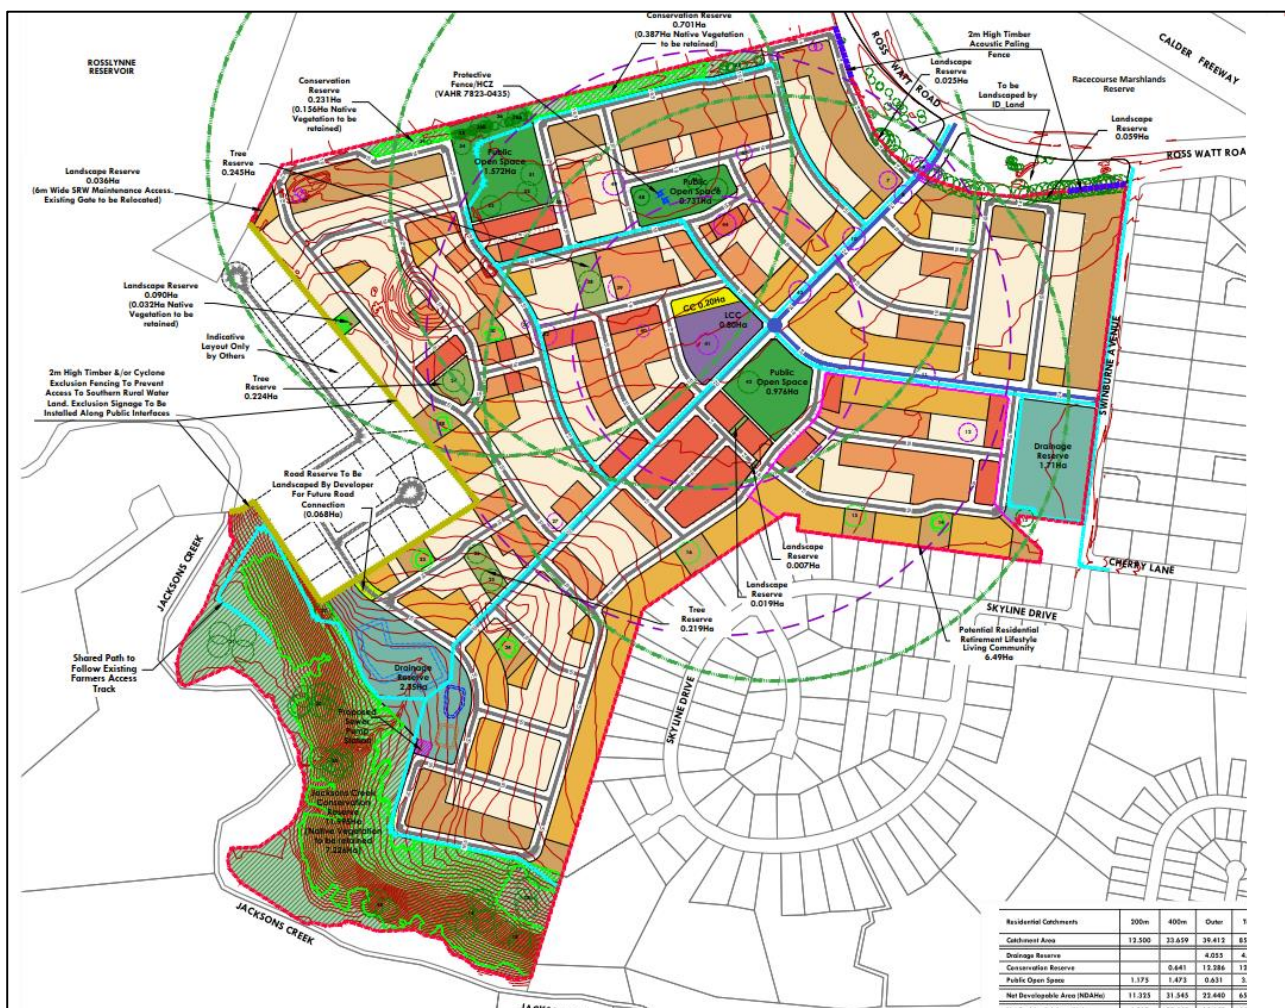 Conservation Reserve
0.701Ha
(0.387Ha Native Vegetation
to be retained)
ROSS WATT ROAD
2m High Timber
Acoustic Paling
Fence
CALDER FREEWAY
ROSSLYNNE
RESERVOIR
Landscape
Reserve
0.025Ha
Racecourse Marshlands
Reserve
Conservation
Reserve
0.231Ha
(0.156Ha Native
Vegetation to be
retained)
Protective
Fence/HCZ
(VAHR 7823-0435)
To be
Landscaped by
ID_Land
Landscape
Reserve
0.059Ha
ROSS WATT ROA
Tree
Reserve
0.245Ha
Public
Open Space
1.572Ha
Landscape Reserve
0.036Ha
(6m Wide SRW Maintenance Access.
Existing Gate to be Relocated)
Public
Open Space
0.731Ha
Landscape Reserve
0.090Ha
(0.032Ha Native
Vegetation to be
retained)
CC 0.20Ha
LCC
0.80Ha
Indicative
Layout Only
by Others
SWINBURNE AVENUE
2m High Timber &/or Cyclone
Exclusion Fencing To Prevent
Access To Southern Rural Water
Land. Exclusion Signage To Be
Installed Along Public Interfaces
Tree
Reserve
0.224Ha
Public
Open Space
0.976Ha
Drainage
Reserve
1.71Ha
Road Reserve To Be
Landscaped By Developer
For Future Road
Connection
(0.068Ha)
JACKSONS CREEK
Landscape
Reserve
0.007Ha
CHERRY LANE
Landscape
Reserve
0.019Ha
SKYLINE DRIVE
Tree
Reserve
0.219Ha
Potential Residential
Retirement Lifestyle
Living Community
6.49Ha
Shared Path to
Follow Existing
Farmers Access
Track
Drainage
Reserve
2.35Ha
SKYLINE DRIVE
Proposed
Sewer
Pump
Station
Jacksons Creek
Conservation
Reserve
11.595Ha
(Native Vegetation
to be retained
7.226Ha)
JACKSONS CREEK
Residential Catchments 200m 400m Outer T
Catchment Area 12.500 33.659 39.412 85
Drainage Reserve 4.055 4.
Conservation Reserve 0.641 12.286 12
Public Open Space 1.175 1.473 0.631 3.
Net Developable Area (NDAHa) 11.325 31.545 22.440 65